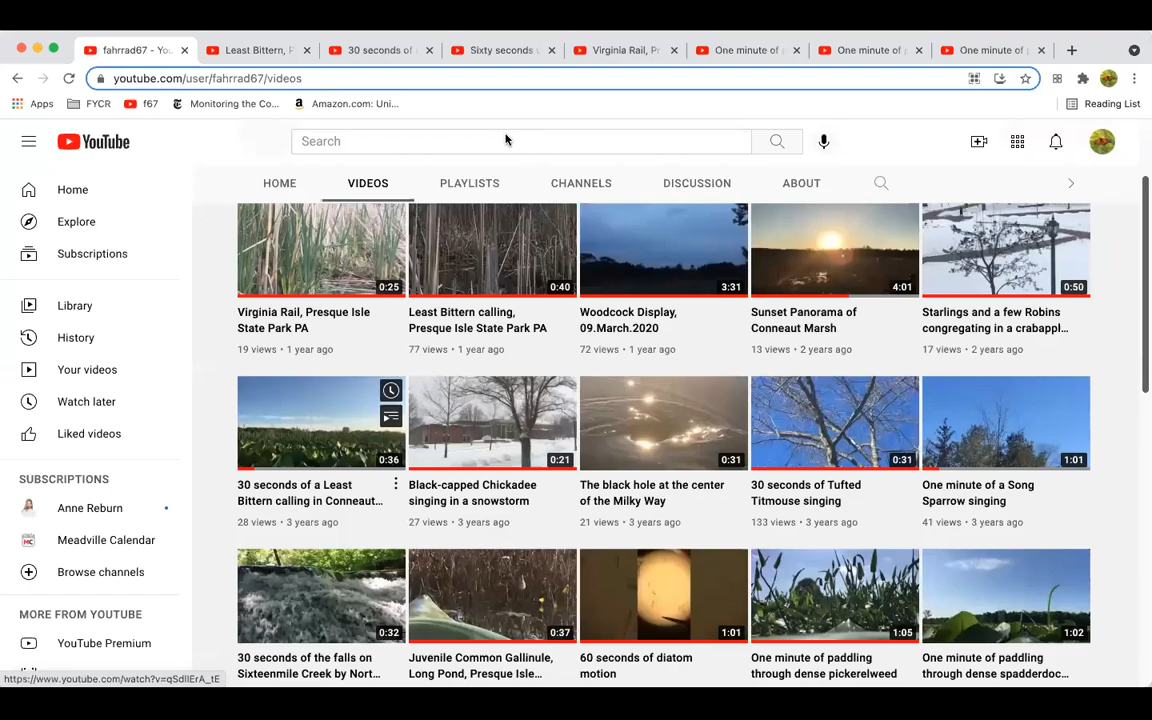 fahrrad67 - You
Least Bittern, P
30 seconds of
Sixty seconds
Virginia Rail, Pr
One minute of
One minute of
One minute of
youtube.com/user/fahrrad67/videos
Apps
FYCR
f67
Monitoring the Co...
Amazon.com: Uni...
Reading List
YouTube
Search
HOME
VIDEOS
PLAYLISTS
CHANNELS
DISCUSSION
ABOUT
Home
Explore
Subscriptions
Library
History
Your videos
Watch later
Liked videos
SUBSCRIPTIONS
Anne Reburn
Meadville Calendar
Browse channels
MORE FROM YOUTUBE
YouTube Premium
0:25
Virginia Rail, Presque Isle
State Park PA
19 views • 1 year ago
0:40
Least Bittern calling,
Presque Isle State Park PA
77 views • 1 year ago
3:31
Woodcock Display,
09.March.2020
72 views • 1 year ago
4:01
Sunset Panorama of
Conneaut Marsh
13 views • 2 years ago
0:50
Starlings and a few Robins
congregating in a crabappl...
17 views • 2 years ago
0:36
30 seconds of a Least
Bittern calling in Conneaut...
28 views • 3 years ago
0:21
Black-capped Chickadee
singing in a snowstorm
27 views • 3 years ago
0:31
The black hole at the center
of the Milky Way
21 views • 3 years ago
0:31
30 seconds of Tufted
Titmouse singing
133 views • 3 years ago
1:01
One minute of a Song
Sparrow singing
41 views • 3 years ago
0:32
30 seconds of the falls on
Sixteenmile Creek by Nort...
0:37
Juvenile Common Gallinule,
Long Pond, Presque Isle...
1:01
60 seconds of diatom
motion
1:05
One minute of paddling
through dense pickerelweed
1:02
One minute of paddling
through dense spadderdoc...
https://www.youtube.com/watch?v=qSdIlErA_tE